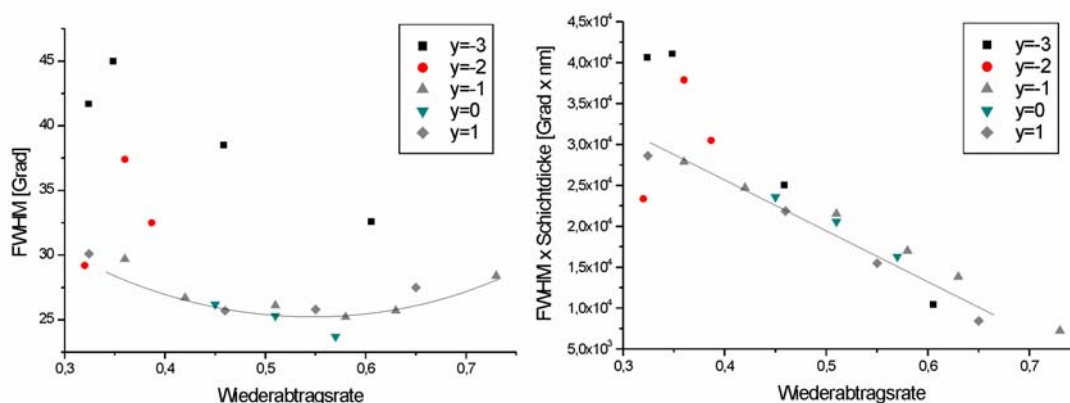 FWHM [Grad]
45
40
35
30
25
0,3 0,4 0,5 0,6 0,7
Wiederabtragsrate
y=-3
y=-2
y=-1
y=0
y=1
FWHM x Schichtdicke [Grad x nm]
4,5x10⁴
4,0x10⁴
3,5x10⁴
3,0x10⁴
2,5x10⁴
2,0x10⁴
1,5x10⁴
1,0x10⁴
5,0x10³
0,3 0,4 0,5 0,6 0,7
Wiederabtragsrate
y=-3
y=-2
y=-1
y=0
y=1